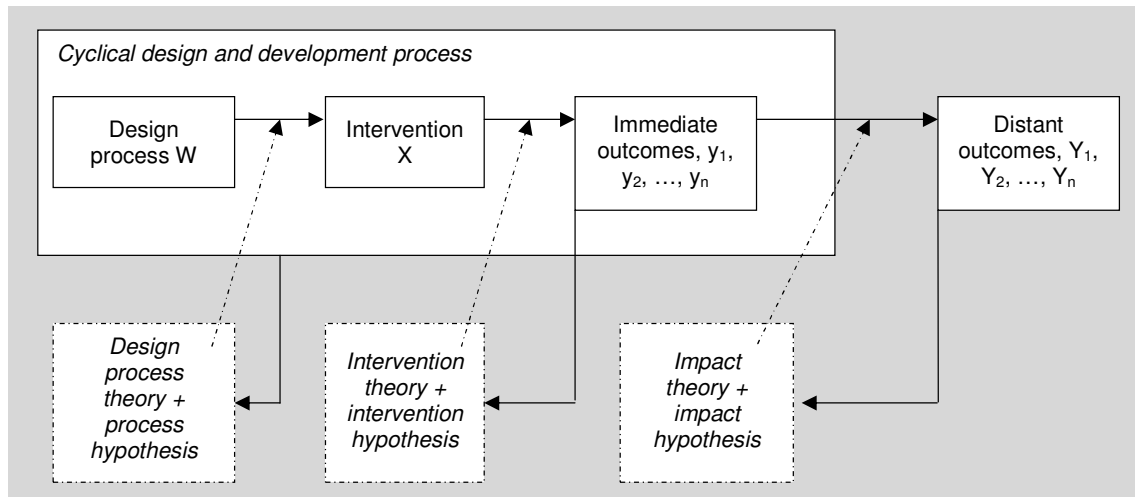 Cyclical design and development process
Design
process W
Intervention
X
Immediate
outcomes, y₁,
y₂, …, yₙ
Distant
outcomes, Y₁,
Y₂, …, Yₙ
Design
process
theory +
process
hypothesis
Intervention
theory +
intervention
hypothesis
Impact
theory +
impact
hypothesis